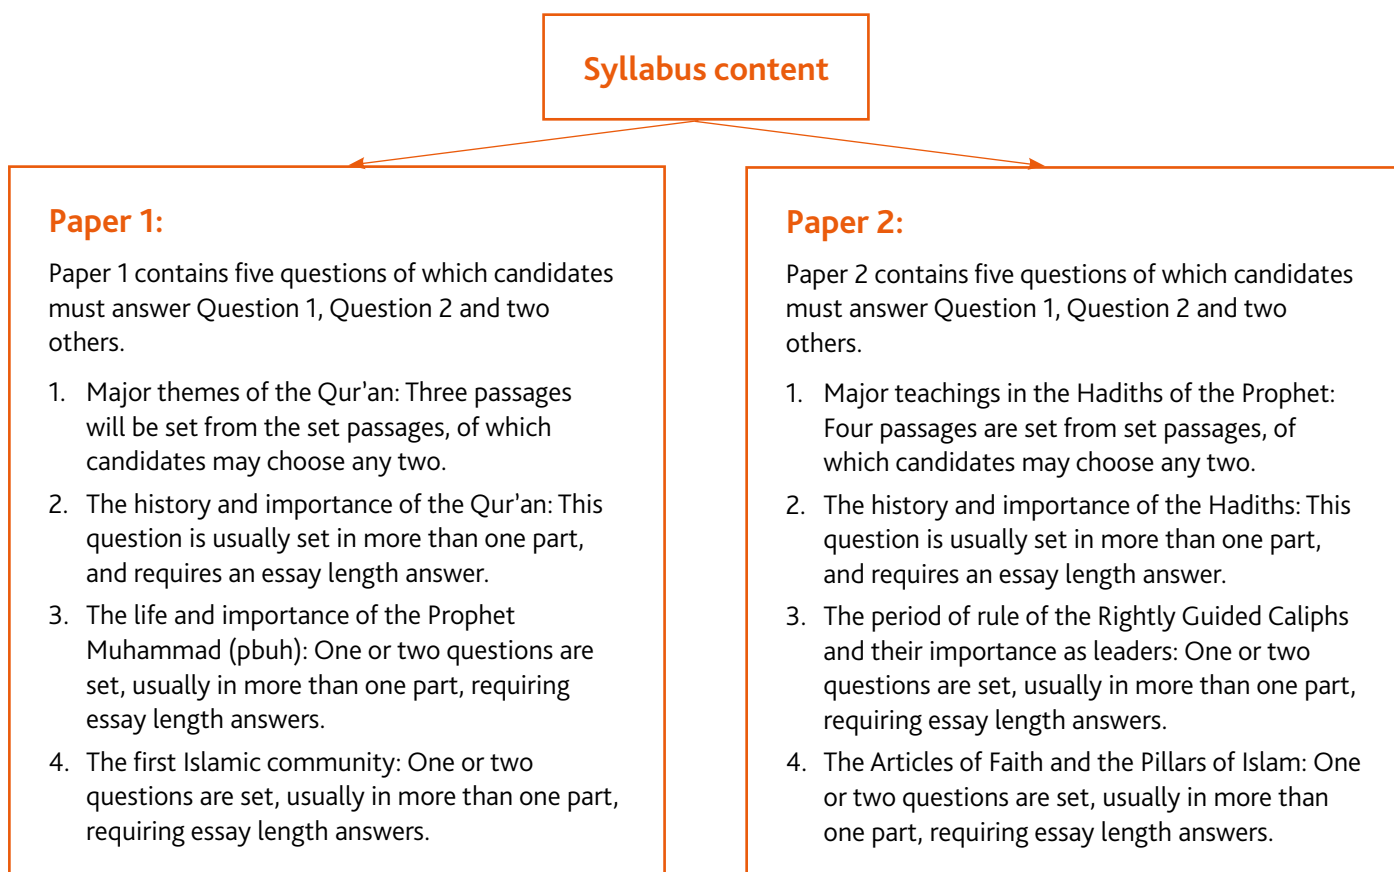 Syllabus content
Paper 1:
Paper 1 contains five questions of which candidates
must answer Question 1, Question 2 and two
others.
1. Major themes of the Qur'an: Three passages
will be set from the set passages, of which
candidates may choose any two.
2. The history and importance of the Qur'an: This
question is usually set in more than one part,
and requires an essay length answer.
3. The life and importance of the Prophet
Muhammad (pbuh): One or two questions are
set, usually in more than one part, requiring
essay length answers.
4. The first Islamic community: One or two
questions are set, usually in more than one part,
requiring essay length answers.
Paper 2:
Paper 2 contains five questions of which candidates
must answer Question 1, Question 2 and two
others.
1. Major teachings in the Hadiths of the Prophet:
Four passages are set from set passages, of
which candidates may choose any two.
2. The history and importance of the Hadiths: This
question is usually set in more than one part,
and requires an essay length answer.
3. The period of rule of the Rightly Guided Caliphs
and their importance as leaders: One or two
questions are set, usually in more than one part,
requiring essay length answers.
4. The Articles of Faith and the Pillars of Islam: One
or two questions are set, usually in more than
one part, requiring essay length answers.